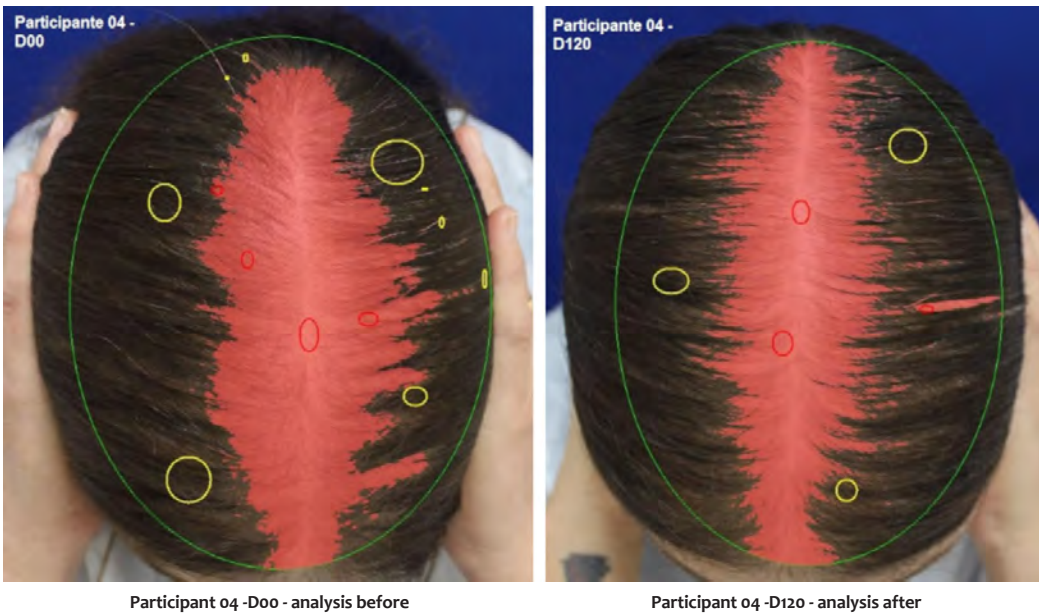 Participante 04 -
D00
Participante 04 -
D120
Participant 04 -D00 - analysis before
Participant 04 -D120 - analysis after